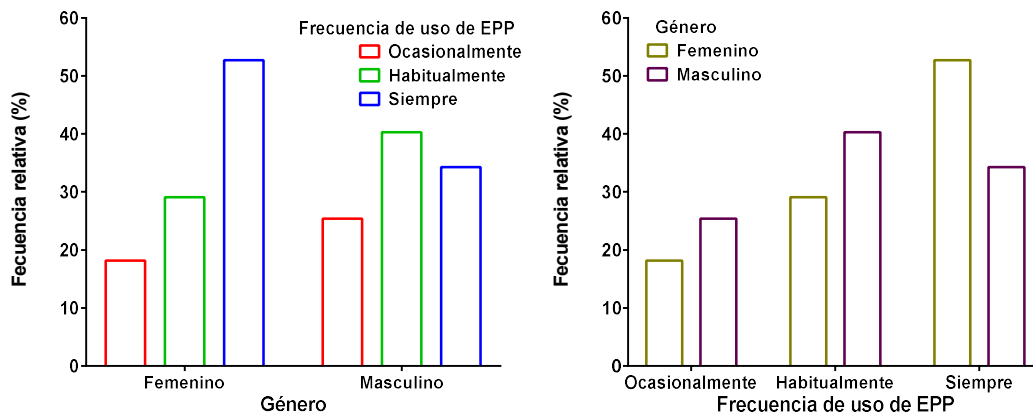 Fecuencia relativa (%)
60
50
40
30
20
10
0
Frecuencia de uso de EPP
Ocasionalmente
Habitualmente
Siempre
Femenino
Masculino
Género
Fecuencia relativa (%)
60
50
40
30
20
10
0
Género
Femenino
Masculino
Ocasionalmente
Habitualmente
Siempre
Frecuencia de uso de EPP